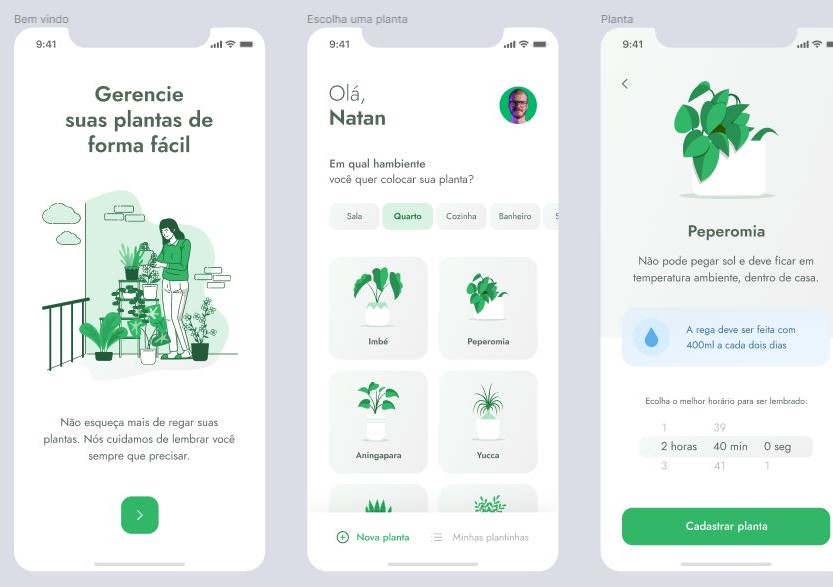 Bem vindo
9:41
Gerencie
suas plantas de
forma fácil
Não esqueça mais de regar suas
plantas. Nós cuidamos de lembrar você
sempre que precisar.
Escolha uma planta
9:41
Olá,
Natan
Em qual hambiente
você quer colocar sua planta?
Sala Quarto Cozinha Banheiro S
Imbé Peperomia
Aningapara Yucca
Nova planta Minhas plantinhas
Planta
9:41
Peperomia
Não pode pegar sol e deve ficar em
temperatura ambiente, dentro de casa.
A rega deve ser feita com
400ml a cada dois dias
Ecolha o melhor horário para ser lembrado:
1 39
2 horas 40 min 0 seg
3 41 1
Cadastrar planta